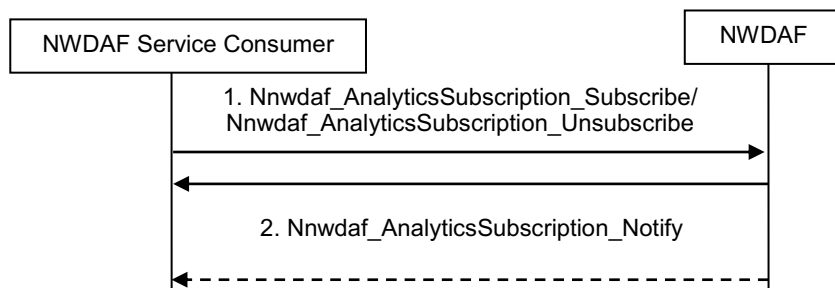 NWDAF Service Consumer
NWDAF
1. Nnwdaf_AnalyticsSubscription_Subscribe/
Nnwdaf_AnalyticsSubscription_Unsubscribe
2. Nnwdaf_AnalyticsSubscription_Notify